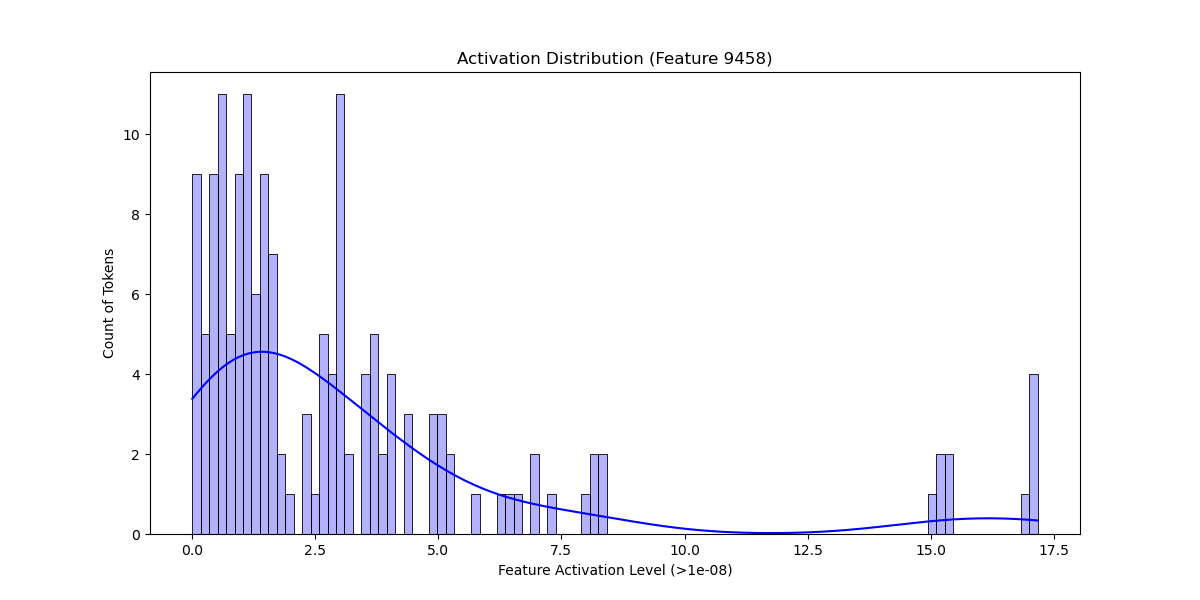 Activation Distribution (Feature 9458)
Count of Tokens
10
8
6
4
2
0
0.0 2.5 5.0 7.5 10.0 12.5 15.0 17.5
Feature Activation Level (>1e-08)